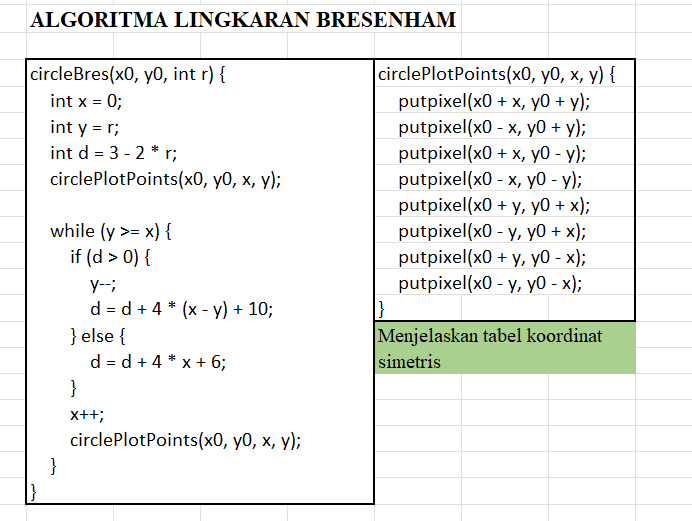 ALGORITMA LINGKARAN BRESENHAM
circleBres(x0, y0, int r) {
int x = 0;
int y = r;
int d = 3 - 2 * r;
circlePlotPoints(x0, y0, x, y);
while (y >= x) {
if (d > 0) {
y--;
d = d + 4 * (x - y) + 10;
} else {
d = d + 4 * x + 6;
}
x++;
circlePlotPoints(x0, y0, x, y);
}
}
circlePlotPoints(x0, y0, x, y) {
putpixel(x0 + x, y0 + y);
putpixel(x0 - x, y0 + y);
putpixel(x0 + x, y0 - y);
putpixel(x0 - x, y0 - y);
putpixel(x0 + y, y0 + x);
putpixel(x0 - y, y0 + x);
putpixel(x0 + y, y0 - x);
putpixel(x0 - y, y0 - x);
}
Menjelaskan tabel koordinat
simetris